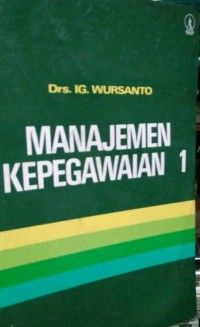 Drs. IG. WURSANTO
MANAJEMEN
KEPEGAWAIAN 1